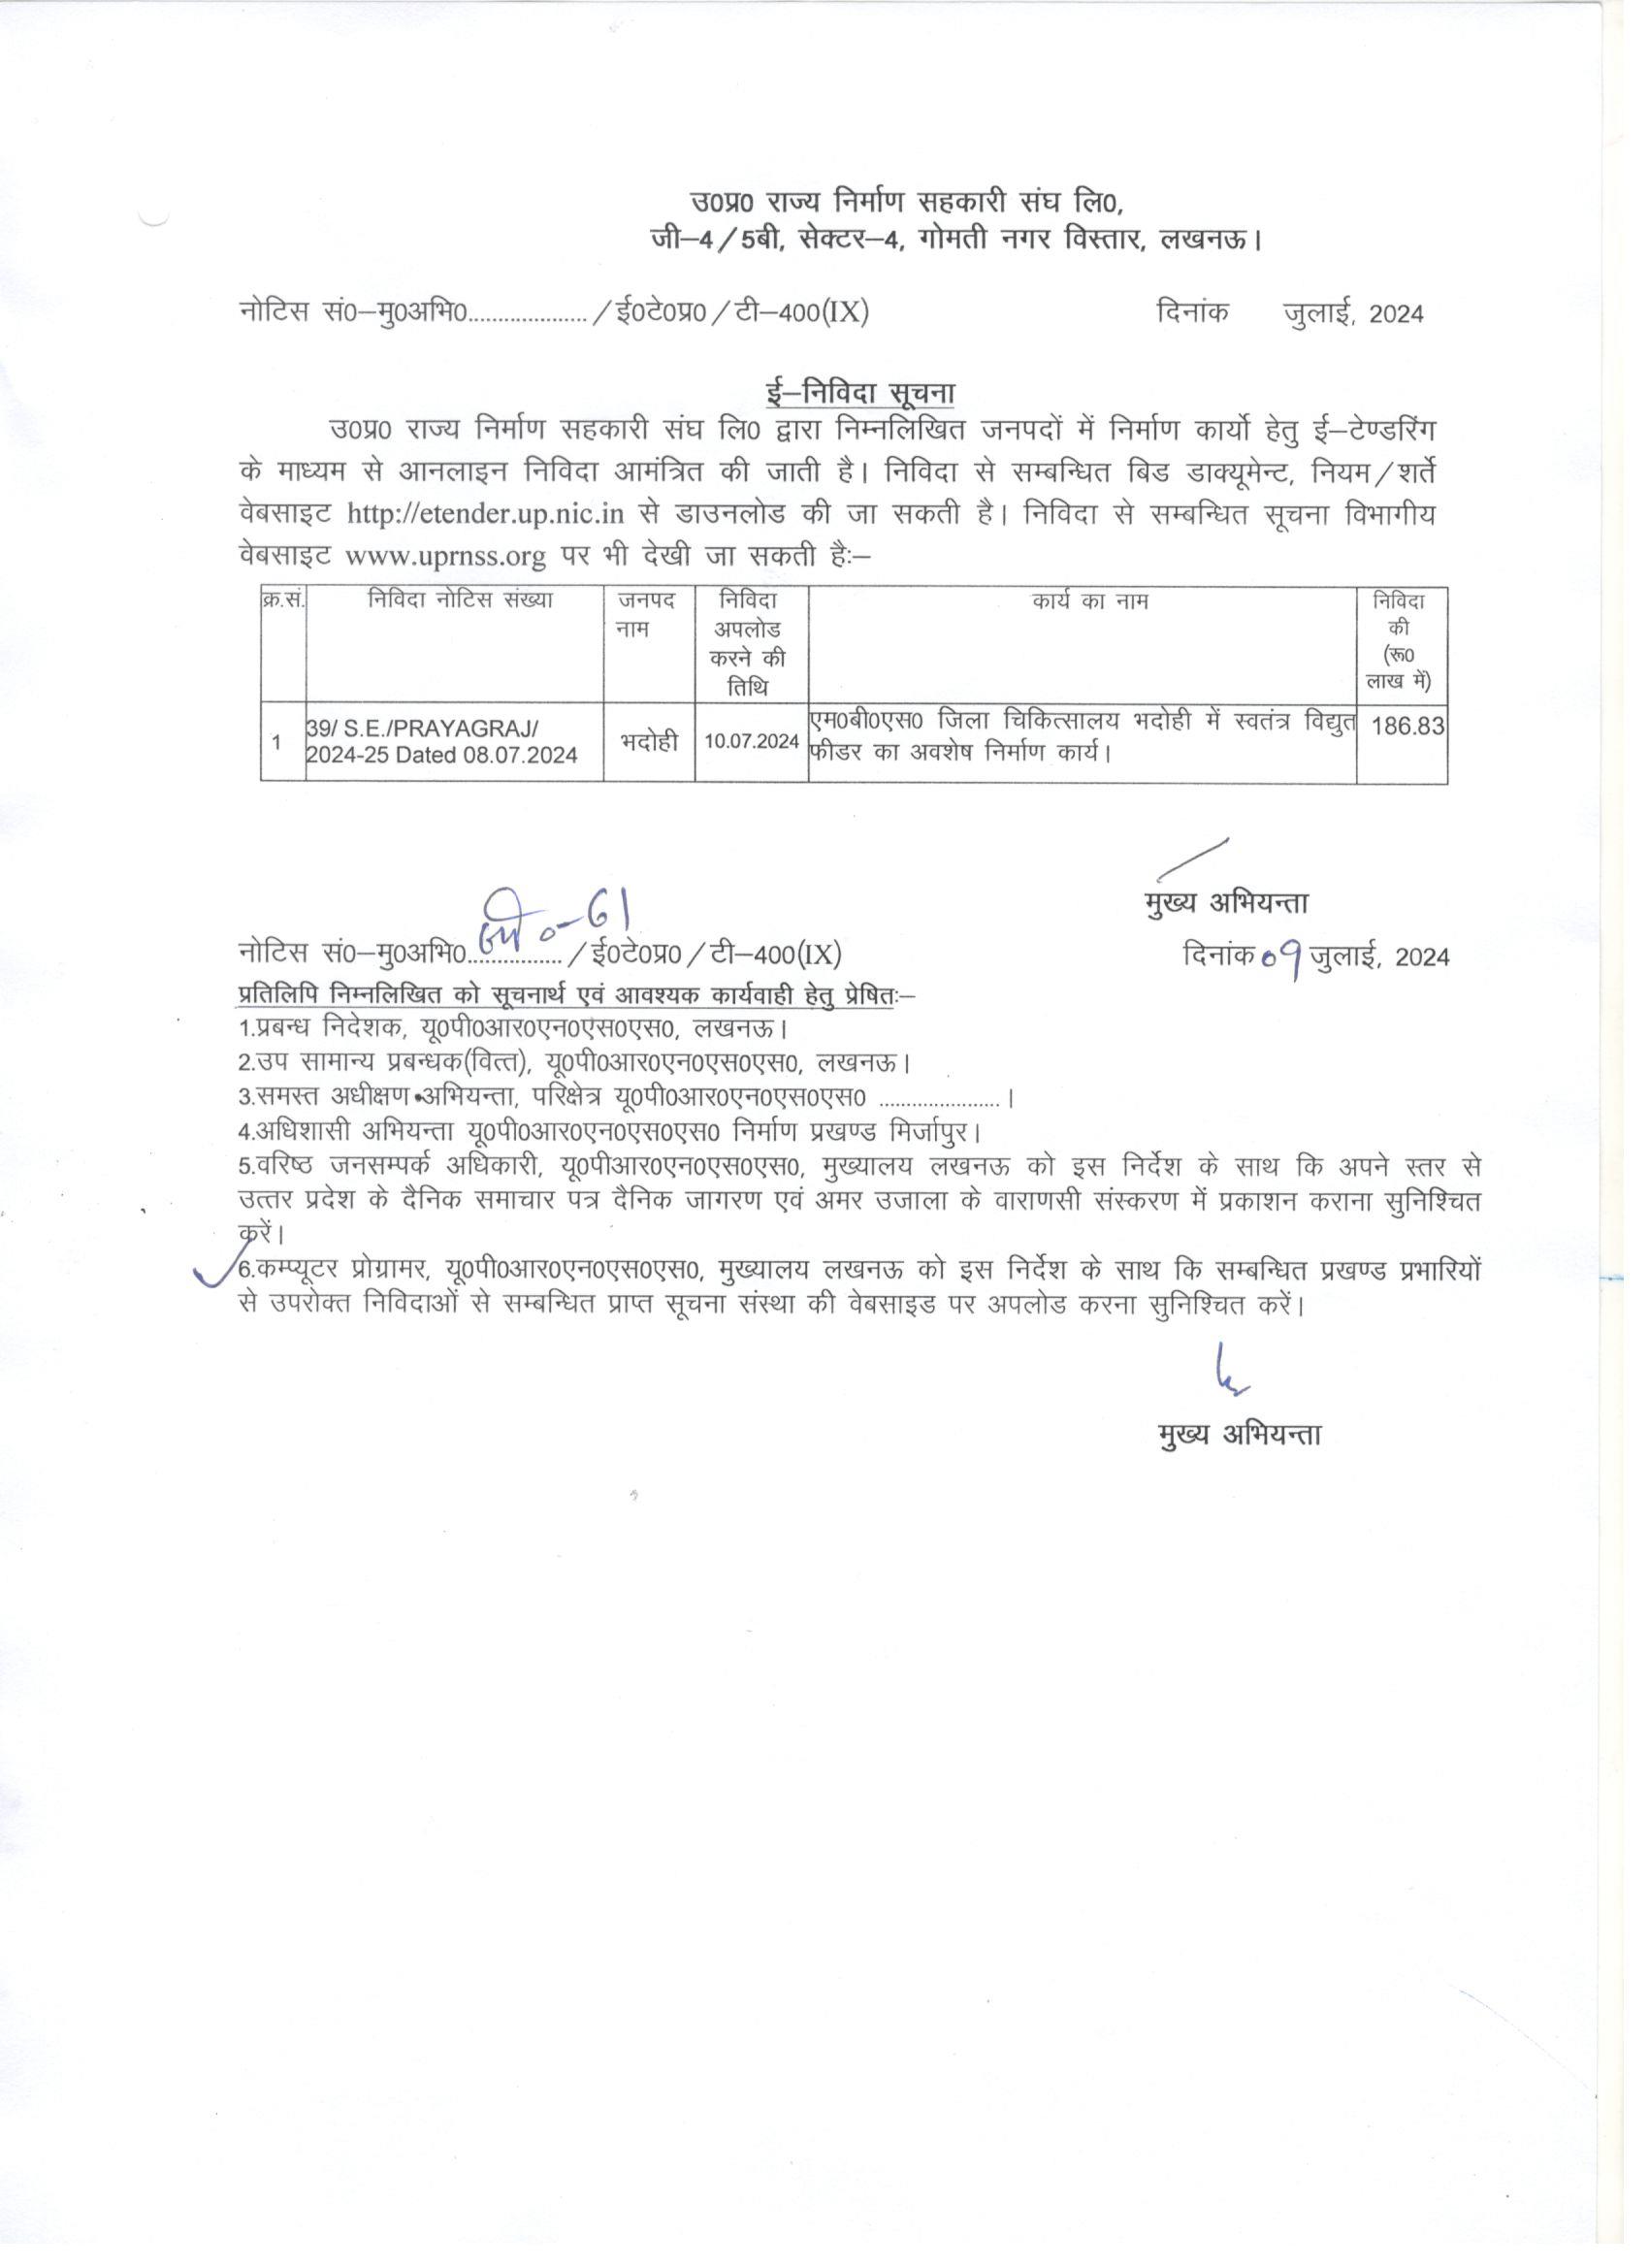 उ0प्र0 राज्य निर्माण सहकारी संघ लि0,
जी–4/5बी, सेक्टर–4, गोमती नगर विस्तार, लखनऊ।
नोटिस सं0–मु0अभि0.................... /ई0टे0प्र0/टी–400(IX) दिनांक जुलाई, 2024
ई–निविदा सूचना
उ0प्र0 राज्य निर्माण सहकारी संघ लि0 द्वारा निम्नलिखित जनपदों में निर्माण कार्यो हेतु ई–टेण्डरिंग
के माध्यम से आनलाइन निविदा आमंत्रित की जाती है। निविदा से सम्बन्धित बिड डाक्यूमेन्ट, नियम/शर्ते
वेबसाइट http://etender.up.nic.in से डाउनलोड की जा सकती है। निविदा से सम्बन्धित सूचना विभागीय
वेबसाइट www.uprnss.org पर भी देखी जा सकती हैः–
क्र.सं. निविदा नोटिस संख्या जनपद निविदा कार्य का नाम निविदा
नाम अपलोड की
करने की (रू0
तिथि लाख में)
1 39/ S.E./PRAYAGRAJ/ भदोही 10.07.2024 एम0बी0एस0 जिला चिकित्सालय भदोही में स्वतंत्र विद्युत 186.83
2024-25 Dated 08.07.2024 फीडर का अवशेष निर्माण कार्य।
मुख्य अभियन्ता
नोटिस सं0–मु0अभि0................ /ई0टे0प्र0/टी–400(IX) दिनांक 09 जुलाई, 2024
प्रतिलिपि निम्नलिखित को सूचनार्थ एवं आवश्यक कार्यवाही हेतु प्रेषितः–
1.प्रबन्ध निदेशक, यू0पी0आर0एन0एस0एस0, लखनऊ।
2.उप सामान्य प्रबन्धक(वित्त), यू0पी0आर0एन0एस0एस0, लखनऊ।
3.समस्त अधीक्षण अभियन्ता, परिक्षेत्र यू0पी0आर0एन0एस0एस0 ..................... ।
4.अधिशासी अभियन्ता यू0पी0आर0एन0एस0एस0 निर्माण प्रखण्ड मिर्जापुर।
5.वरिष्ठ जनसम्पर्क अधिकारी, यू0पीआर0एन0एस0एस0, मुख्यालय लखनऊ को इस निर्देश के साथ कि अपने स्तर से
उत्तर प्रदेश के दैनिक समाचार पत्र दैनिक जागरण एवं अमर उजाला के वाराणसी संस्करण में प्रकाशन कराना सुनिश्चित
करें।
6.कम्प्यूटर प्रोग्रामर, यू0पी0आर0एन0एस0एस0, मुख्यालय लखनऊ को इस निर्देश के साथ कि सम्बन्धित प्रखण्ड प्रभारियों
से उपरोक्त निविदाओं से सम्बन्धित प्राप्त सूचना संस्था की वेबसाइड पर अपलोड करना सुनिश्चित करें।
मुख्य अभियन्ता